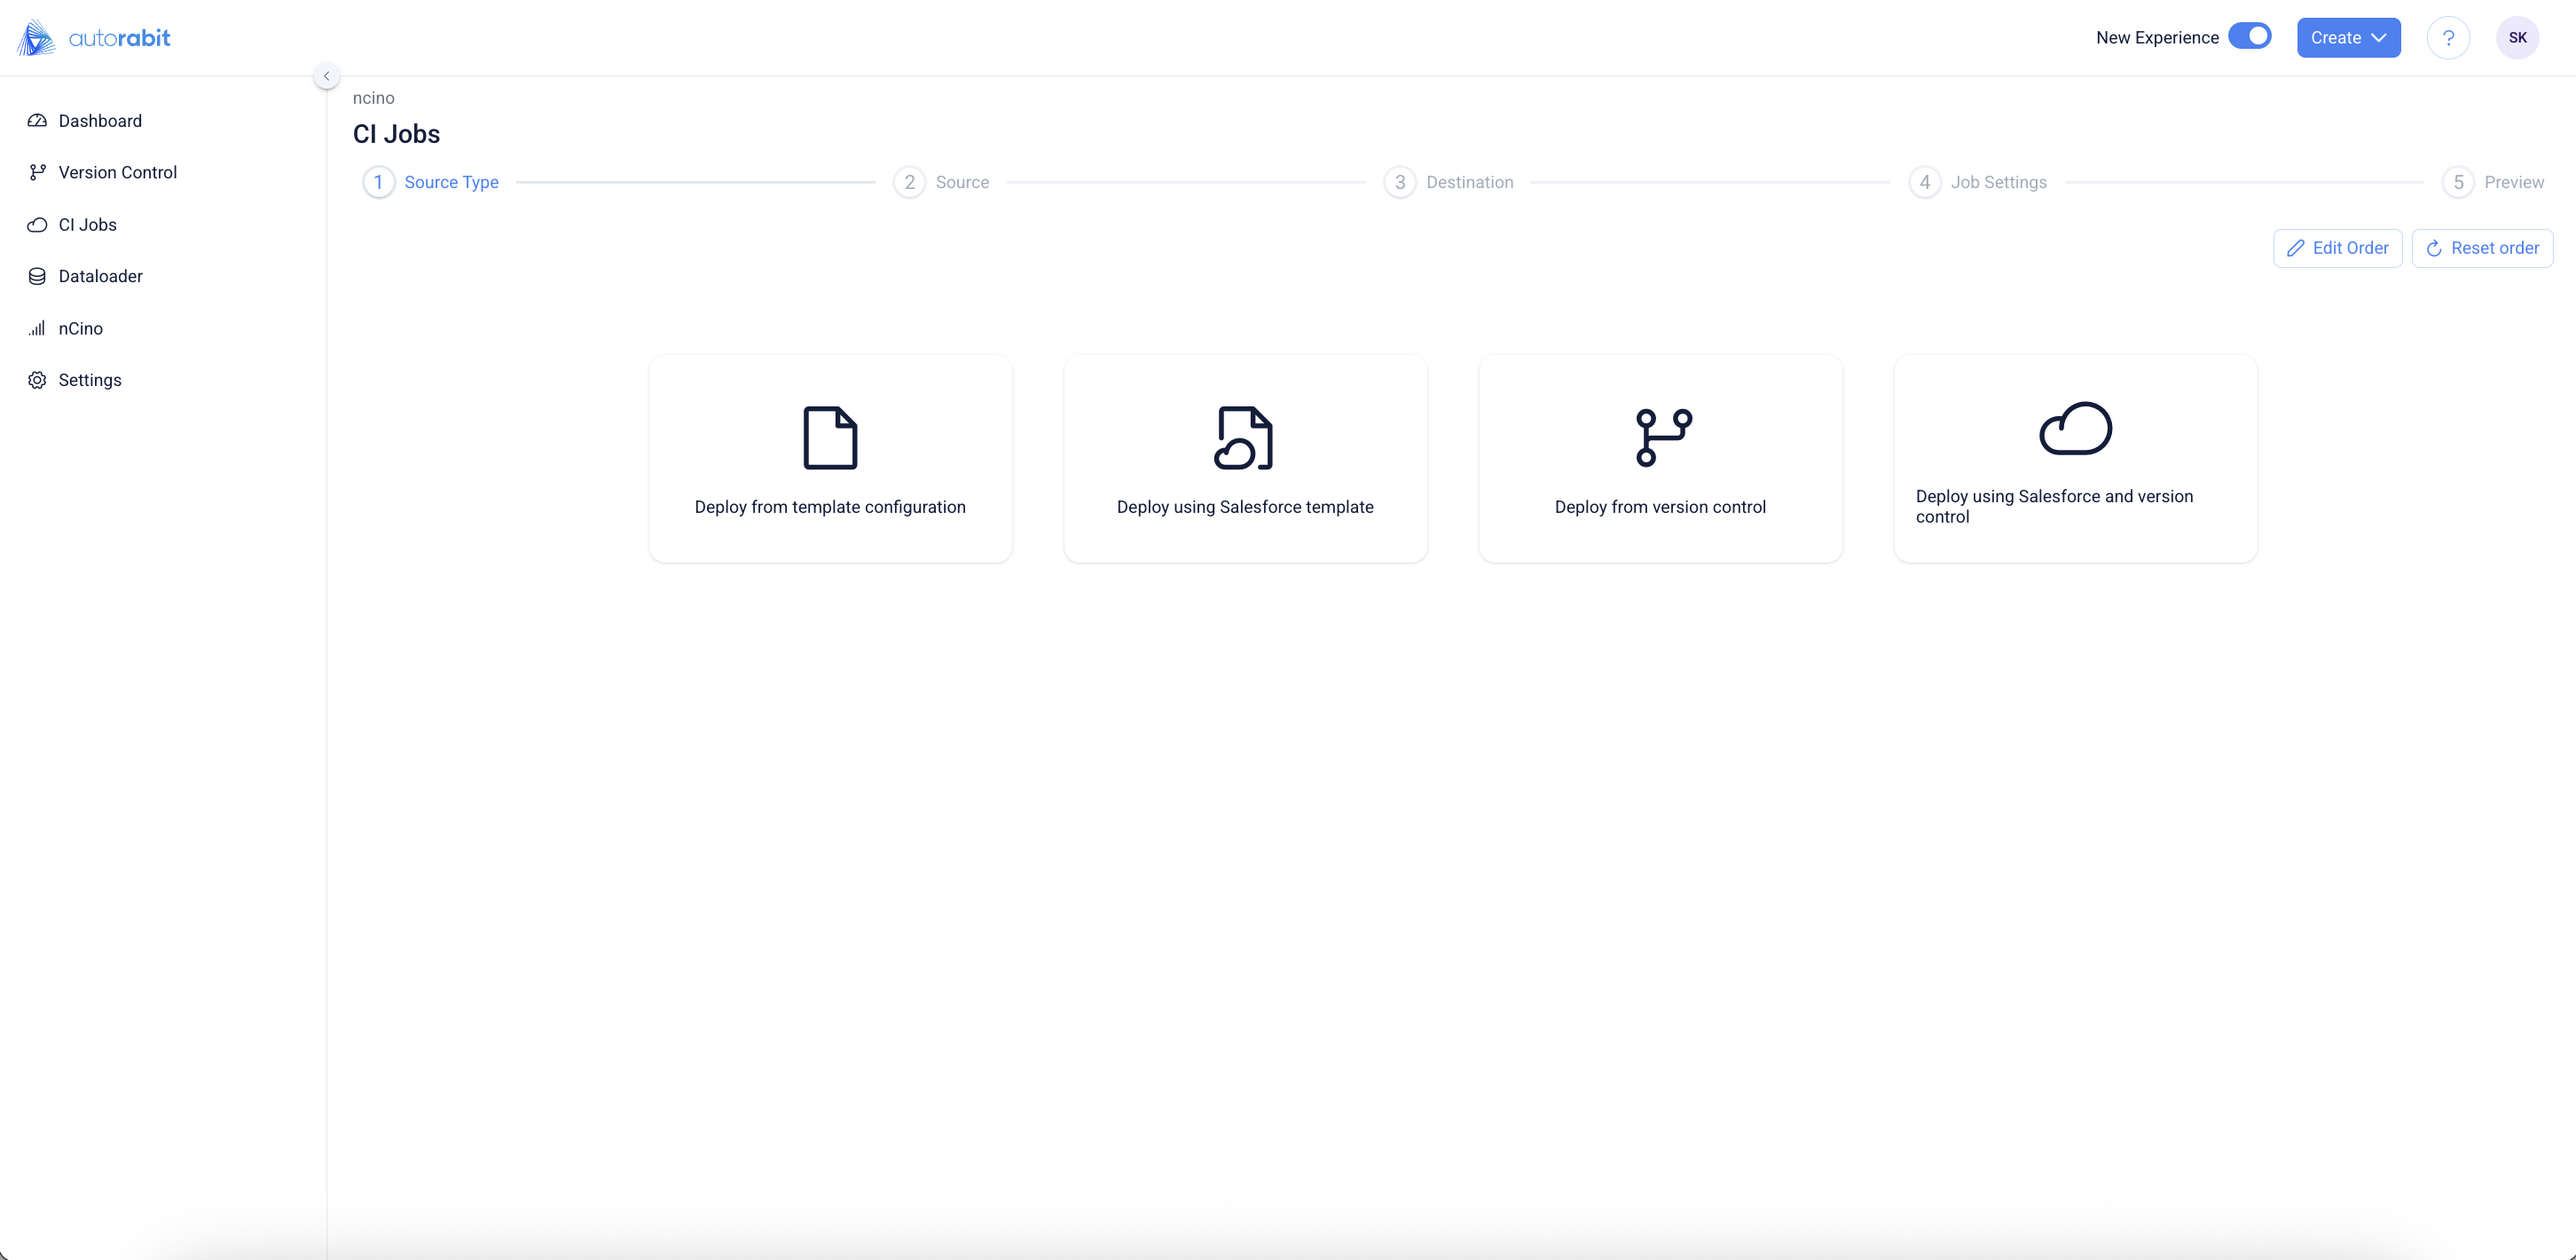 autorabit
New Experience
Create
?
SK
Dashboard
Version Control
CI Jobs
Dataloader
nCino
Settings
ncino
CI Jobs
1 Source Type
2 Source
3 Destination
4 Job Settings
5 Preview
Edit Order
Reset order
Deploy from template configuration
Deploy using Salesforce template
Deploy from version control
Deploy using Salesforce and version
control